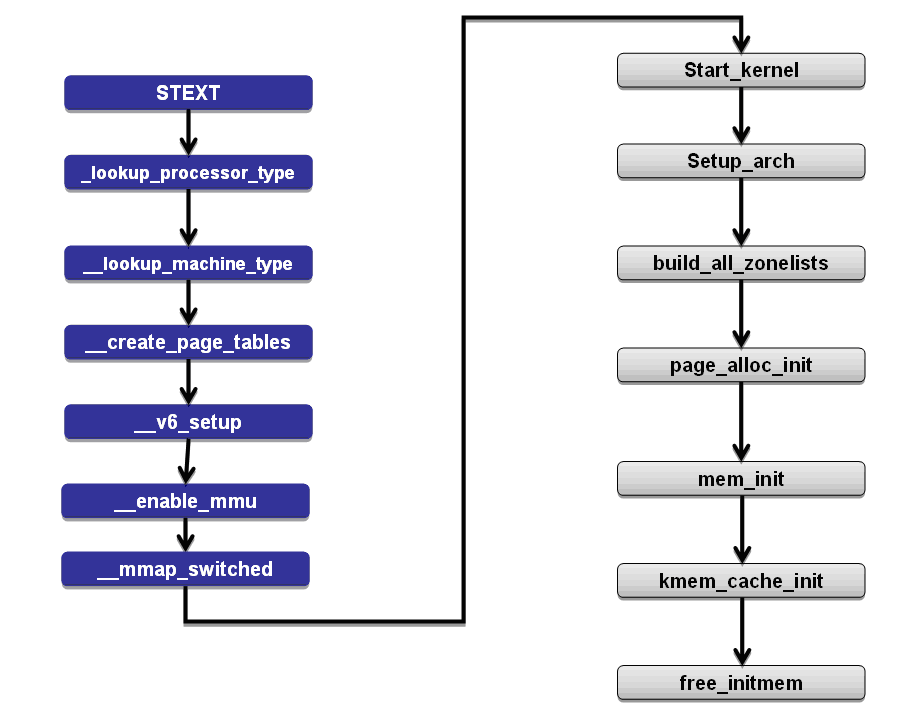 STEXT
_lookup_processor_type
__lookup_machine_type
__create_page_tables
__v6_setup
__enable_mmu
__mmap_switched
Start_kernel
Setup_arch
build_all_zonelists
page_alloc_init
mem_init
kmem_cache_init
free_initmem